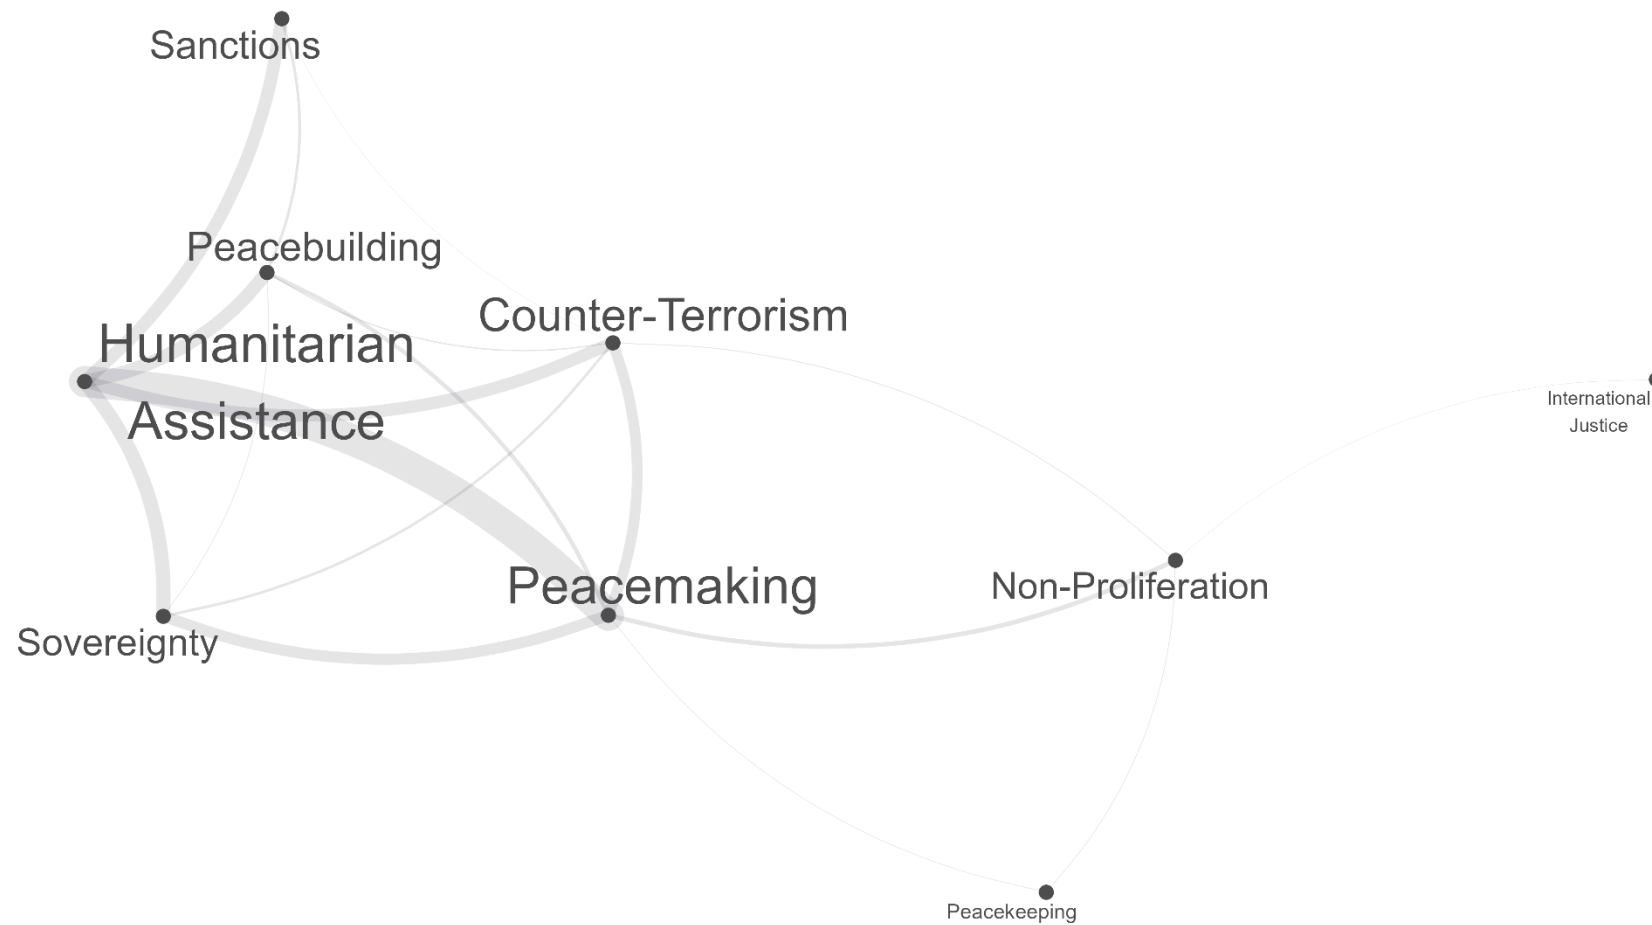 Sanctions
Peacebuilding
Counter-Terrorism
Humanitarian
Assistance
International
Justice
Peacemaking
Non-Proliferation
Sovereignty
Peacekeeping